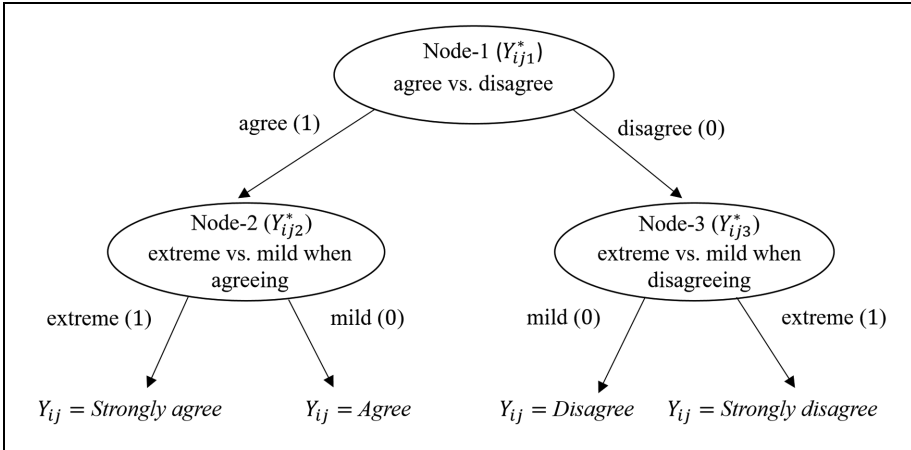 Node-1 (Y*ij1)
agree vs. disagree
agree (1)
disagree (0)
Node-2 (Y*ij2)
extreme vs. mild when
agreeing
Node-3 (Y*ij3)
extreme vs. mild when
disagreeing
extreme (1)
mild (0)
mild (0)
extreme (1)
Yij = Strongly agree
Yij = Agree
Yij = Disagree
Yij = Strongly disagree